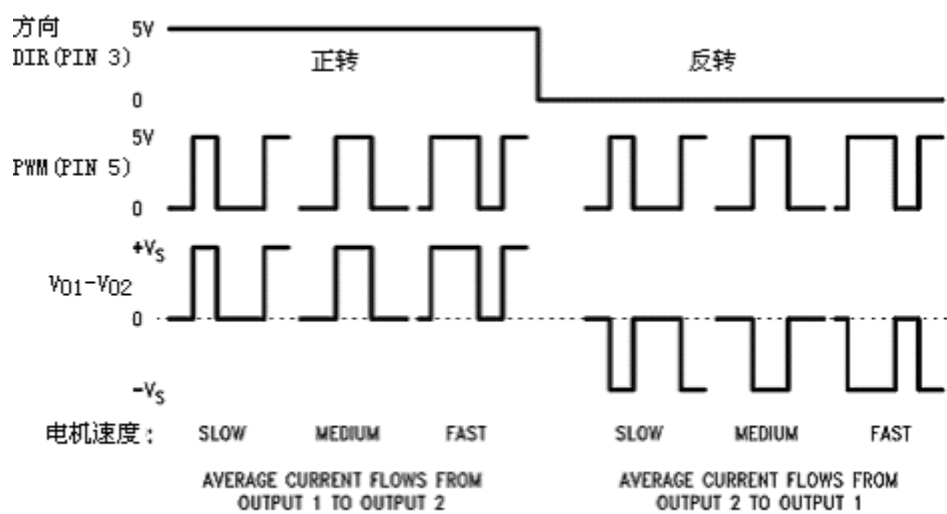 方向
DIR(PIN 3)
5V
正转
反转
0
5V
PWM(PIN 5)
0
+VS
VO1-VO2
0
-VS
电机速度: SLOW MEDIUM FAST SLOW MEDIUM FAST
AVERAGE CURRENT FLOWS FROM
OUTPUT 1 TO OUTPUT 2
AVERAGE CURRENT FLOWS FROM
OUTPUT 2 TO OUTPUT 1